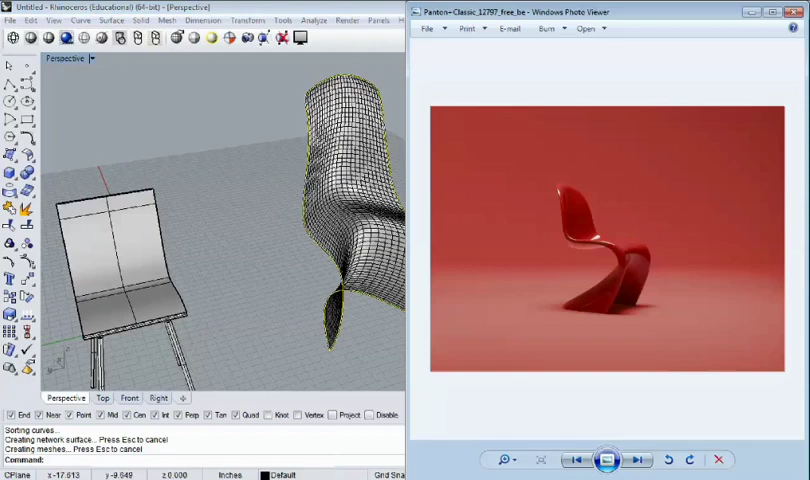 Untitled - Rhinoceros (Educational) (64-bit) - [Perspective]
File Edit View Curve Surface Solid Mesh Dimension Transform Tools Analyze Render Panels
Perspective
Perspective Top Front Right
End Near Point Mid Cen Int Perp Tan Quad Knot Vertex Project Disable
Sorting curves...
Creating network surface... Press Esc to cancel
Creating meshes... Press Esc to cancel
Command:
CPlane x -17.613 y -9.649 z 0.000 Inches Default Grid Snap
Panton+Classic_12797_free_be - Windows Photo Viewer
File Print E-mail Burn Open